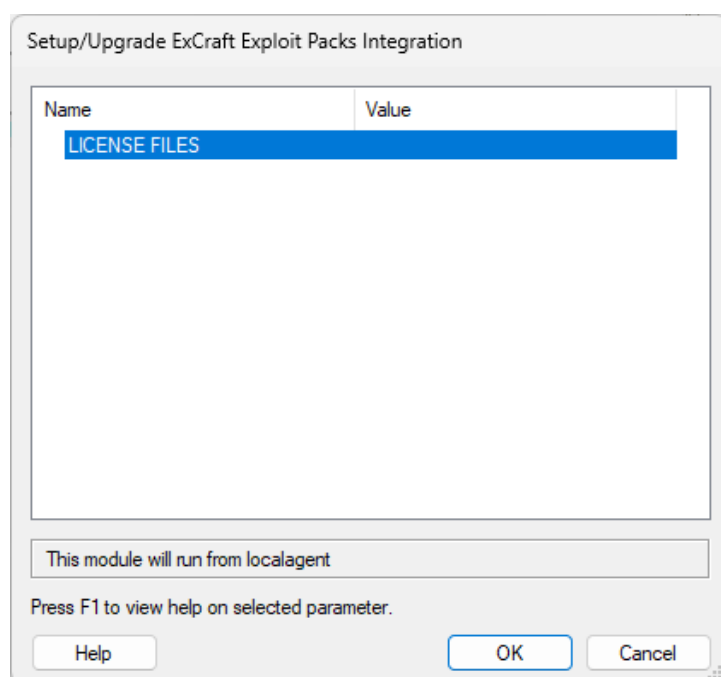 Setup/Upgrade ExCraft Exploit Packs Integration
Name Value
LICENSE FILES
This module will run from localagent
Press F1 to view help on selected parameter.
Help OK Cancel